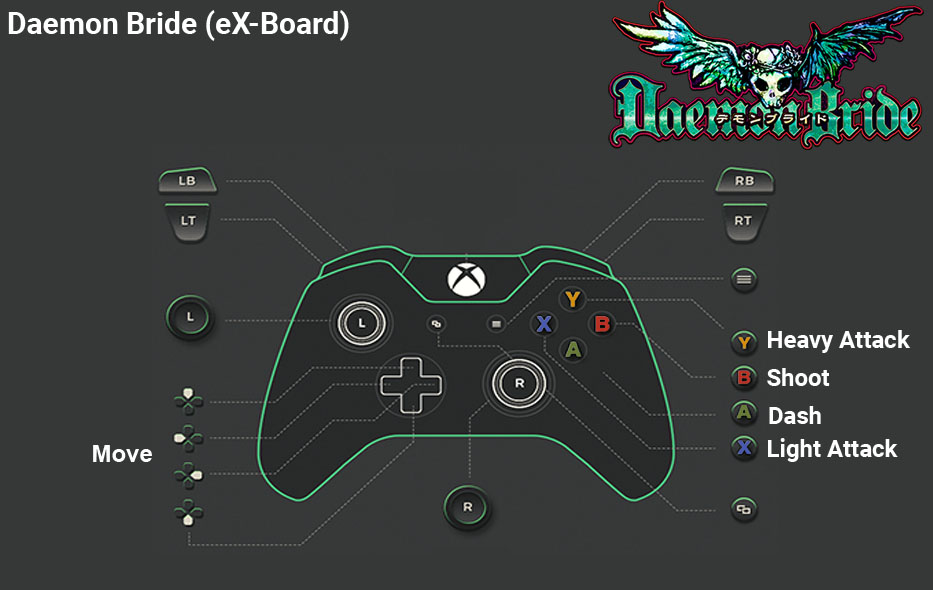 Daemon Bride (eX-Board)
Daemon Bride
デモンブライド
LB
RB
LT
RT
L
L
Y
X
B
A
R
Y Heavy Attack
B Shoot
A Dash
X Light Attack
Move
R